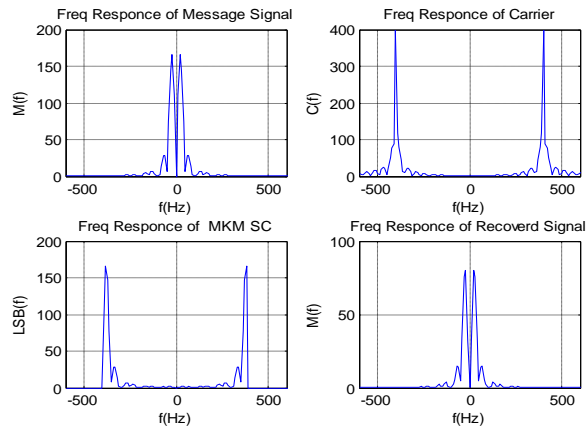 Freq Responce of Message Signal
200
150
100
50
0
M(f)
-500
0
500
f(Hz)
Freq Responce of Carrier
400
300
200
100
0
C(f)
-500
0
500
f(Hz)
Freq Responce of  MKM SC
200
150
100
50
0
LSB(f)
-500
0
500
f(Hz)
Freq Responce of Recoverd Signal
100
50
0
M(f)
-500
0
500
f(Hz)